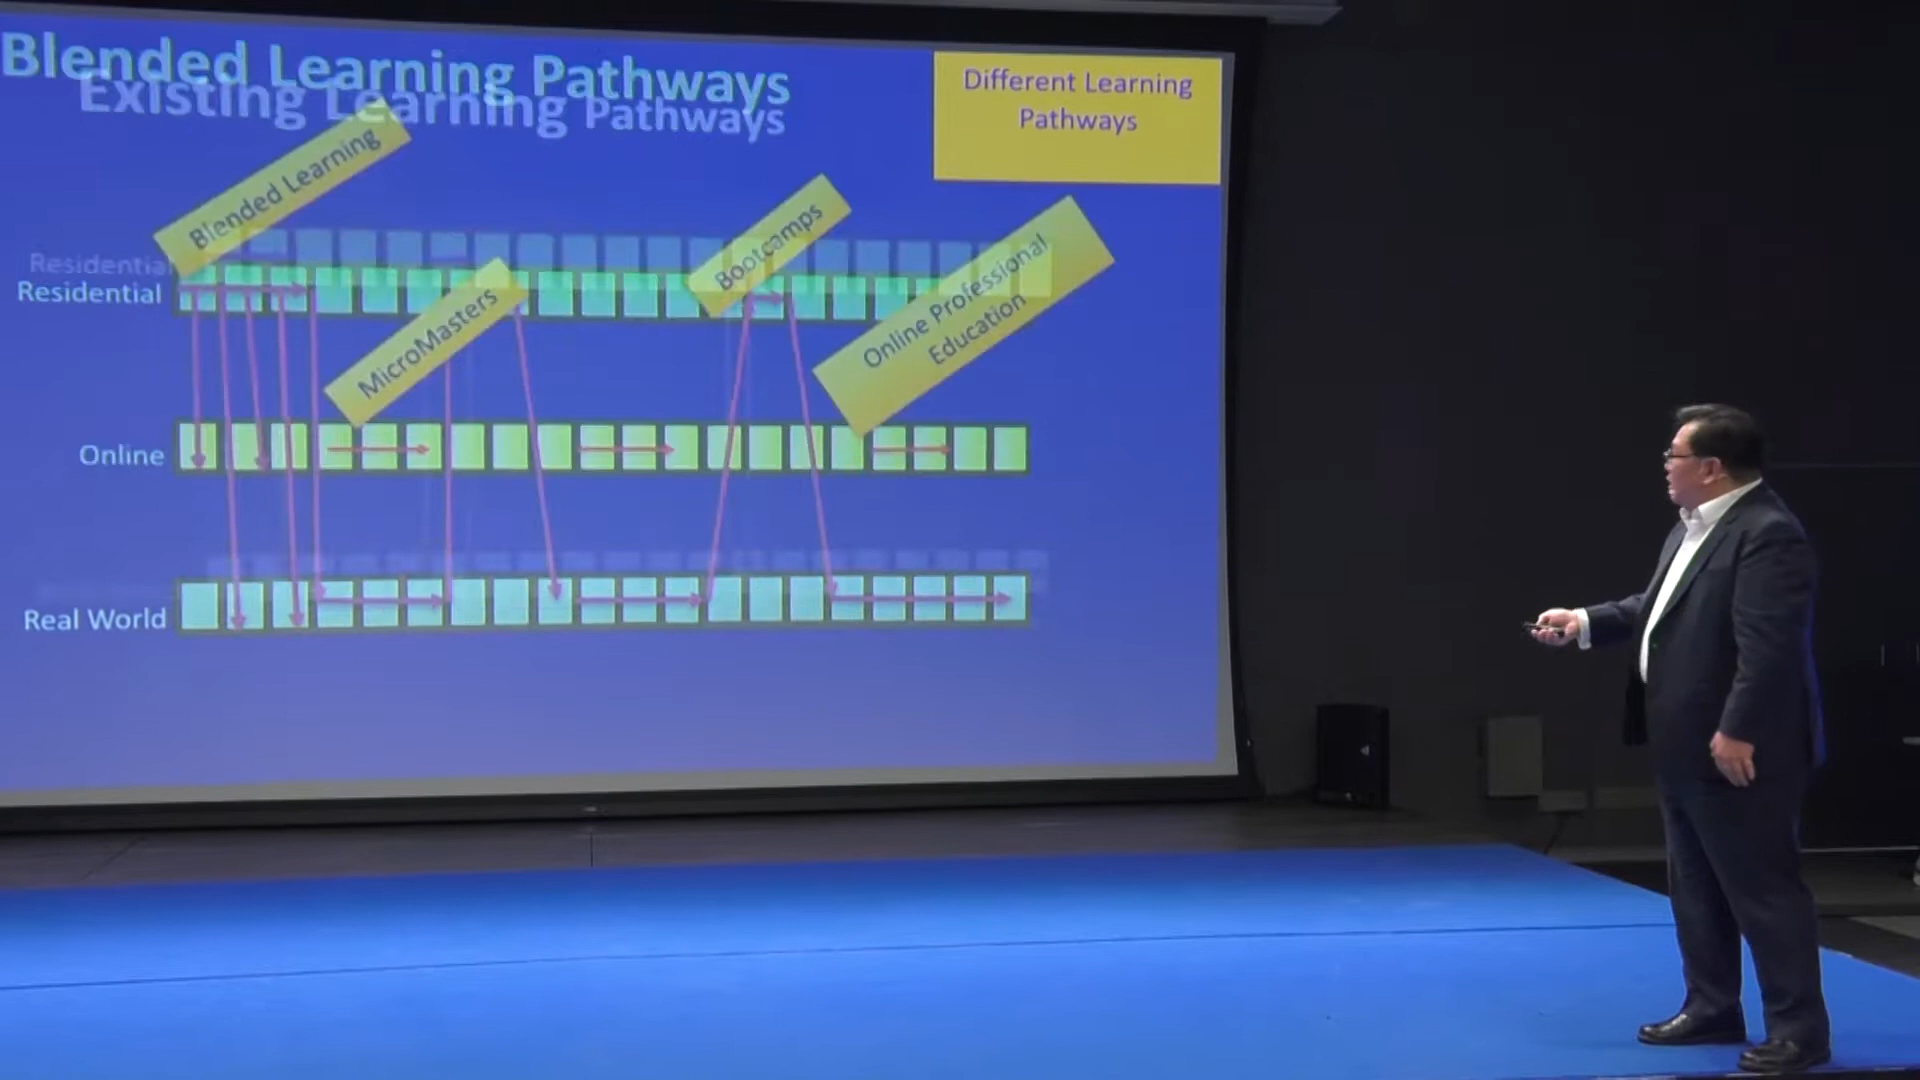 Blended Learning Pathways
Existing Learning Pathways
Different Learning
Pathways
Blended Learning
Bootcamps
Online Professional
Education
MicroMasters
Residential
Residential
Online
Real World